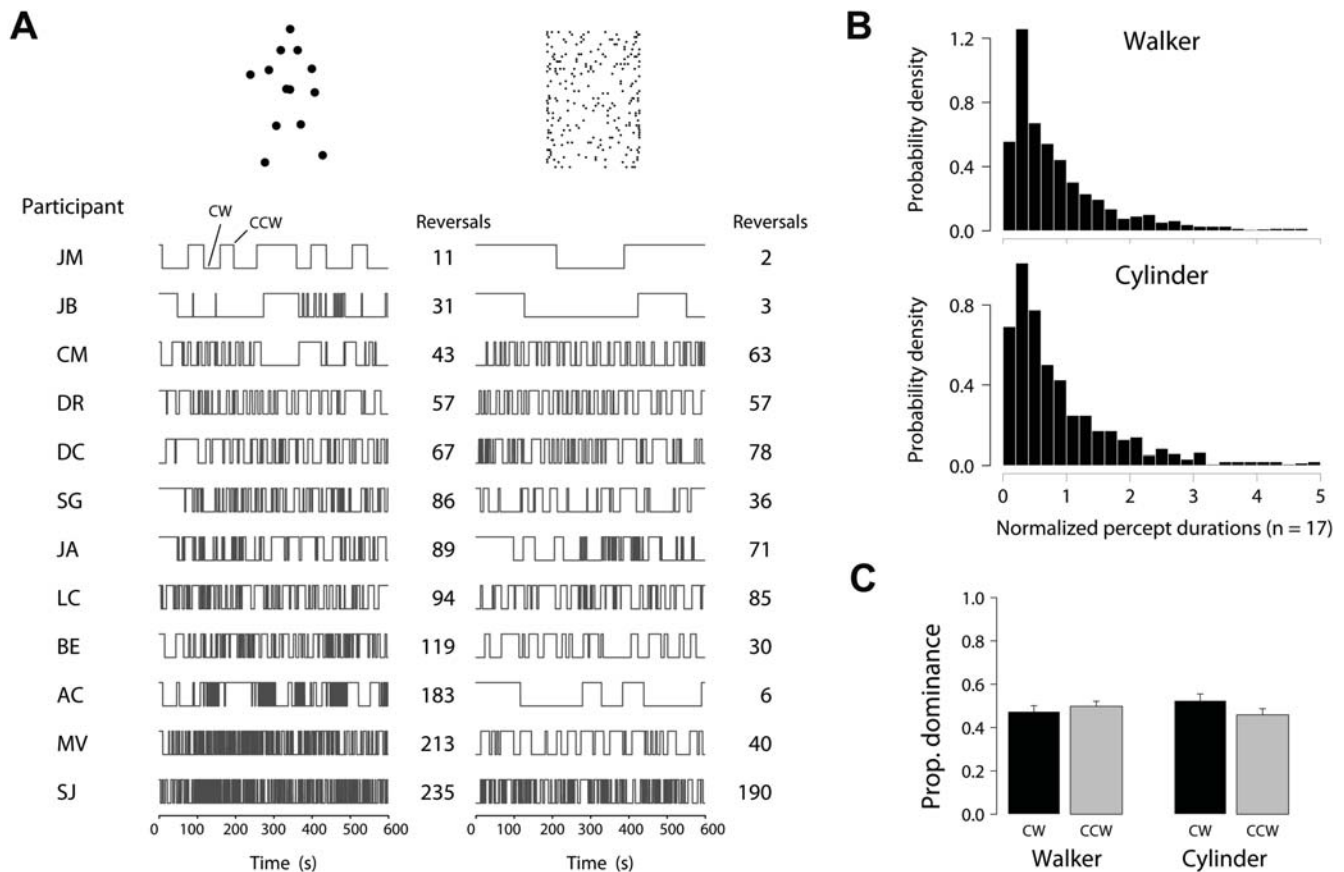 A
Participant
CW
CCW
Reversals
Reversals
JM 11 2
JB 31 3
CM 43 63
DR 57 57
DC 67 78
SG 86 36
JA 89 71
LC 94 85
BE 119 30
AC 183 6
MV 213 40
SJ 235 190
0 100 200 300 400 500 600
0 100 200 300 400 500 600
Time (s)
Time (s)
B
Walker
Probability density
1.2
0.8
0.4
0.0
Cylinder
Probability density
0.8
0.4
0.0
0 1 2 3 4 5
Normalized percept durations (n = 17)
C
Prop. dominance
1.0
0.8
0.6
0.4
0.2
0.0
CW CCW CW CCW
Walker Cylinder